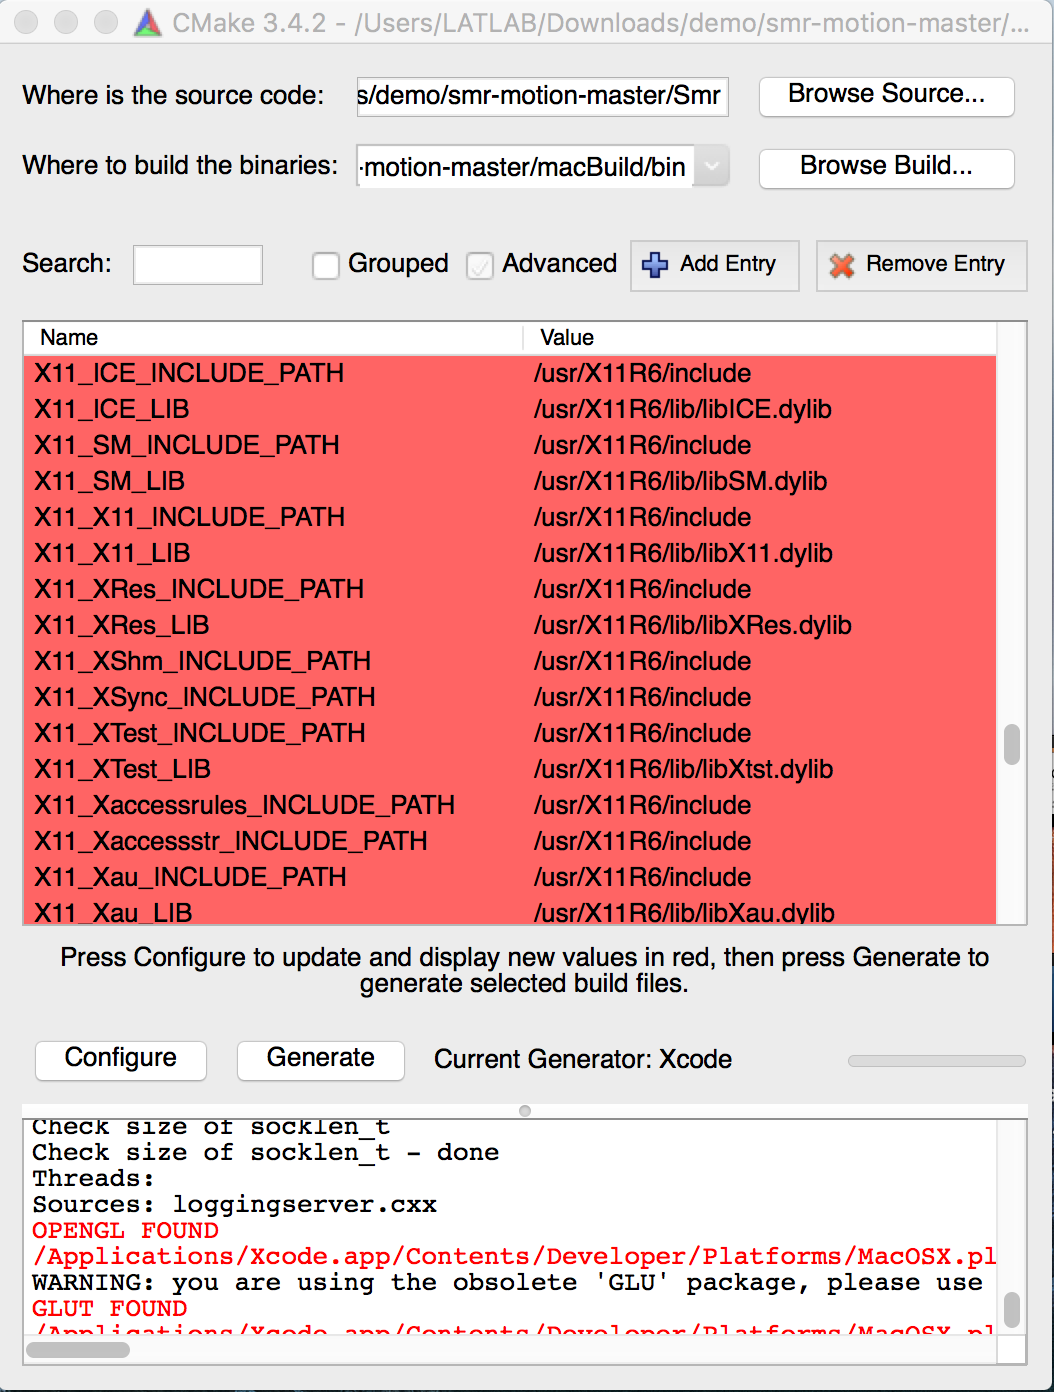 CMake 3.4.2 - /Users/LATLAB/Downloads/demo/smr-motion-master/...
Where is the source code: s/demo/smr-motion-master/Smr Browse Source...
Where to build the binaries: -motion-master/macBuild/bin Browse Build...
Search: Grouped Advanced Add Entry Remove Entry
Name Value
X11_ICE_INCLUDE_PATH /usr/X11R6/include
X11_ICE_LIB /usr/X11R6/lib/libICE.dylib
X11_SM_INCLUDE_PATH /usr/X11R6/include
X11_SM_LIB /usr/X11R6/lib/libSM.dylib
X11_X11_INCLUDE_PATH /usr/X11R6/include
X11_X11_LIB /usr/X11R6/lib/libX11.dylib
X11_XRes_INCLUDE_PATH /usr/X11R6/include
X11_XRes_LIB /usr/X11R6/lib/libXRes.dylib
X11_XShm_INCLUDE_PATH /usr/X11R6/include
X11_XSync_INCLUDE_PATH /usr/X11R6/include
X11_XTest_INCLUDE_PATH /usr/X11R6/include
X11_XTest_LIB /usr/X11R6/lib/libXtst.dylib
X11_Xaccessrules_INCLUDE_PATH /usr/X11R6/include
X11_Xaccessstr_INCLUDE_PATH /usr/X11R6/include
X11_Xau_INCLUDE_PATH /usr/X11R6/include
X11_Xau_LIB /usr/X11R6/lib/libXau.dylib
Press Configure to update and display new values in red, then press Generate to
generate selected build files.
Configure Generate Current Generator: Xcode
Check size of socklen_t
Check size of socklen_t - done
Threads:
Sources: loggingserver.cxx
OPENGL FOUND
/Applications/Xcode.app/Contents/Developer/Platforms/MacOSX.pl
WARNING: you are using the obsolete 'GLU' package, please use
GLUT FOUND
/Applications/Xcode.app/Contents/Developer/Platforms/MacOSX.pl